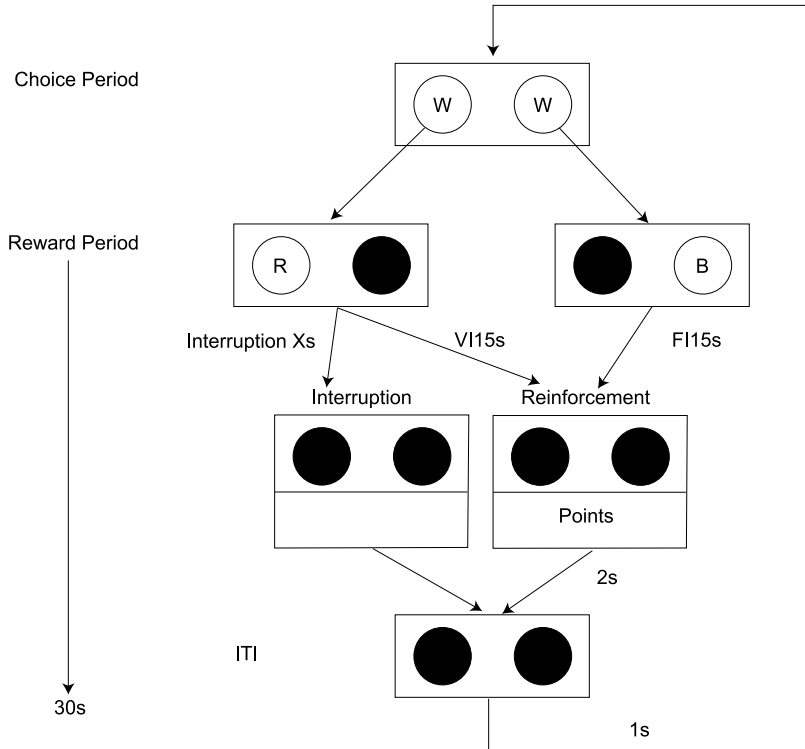 Choice Period
W
W
Reward Period
R
B
Interruption Xs
VI15s
FI15s
Interruption
Reinforcement
Points
2s
ITI
30s
1s